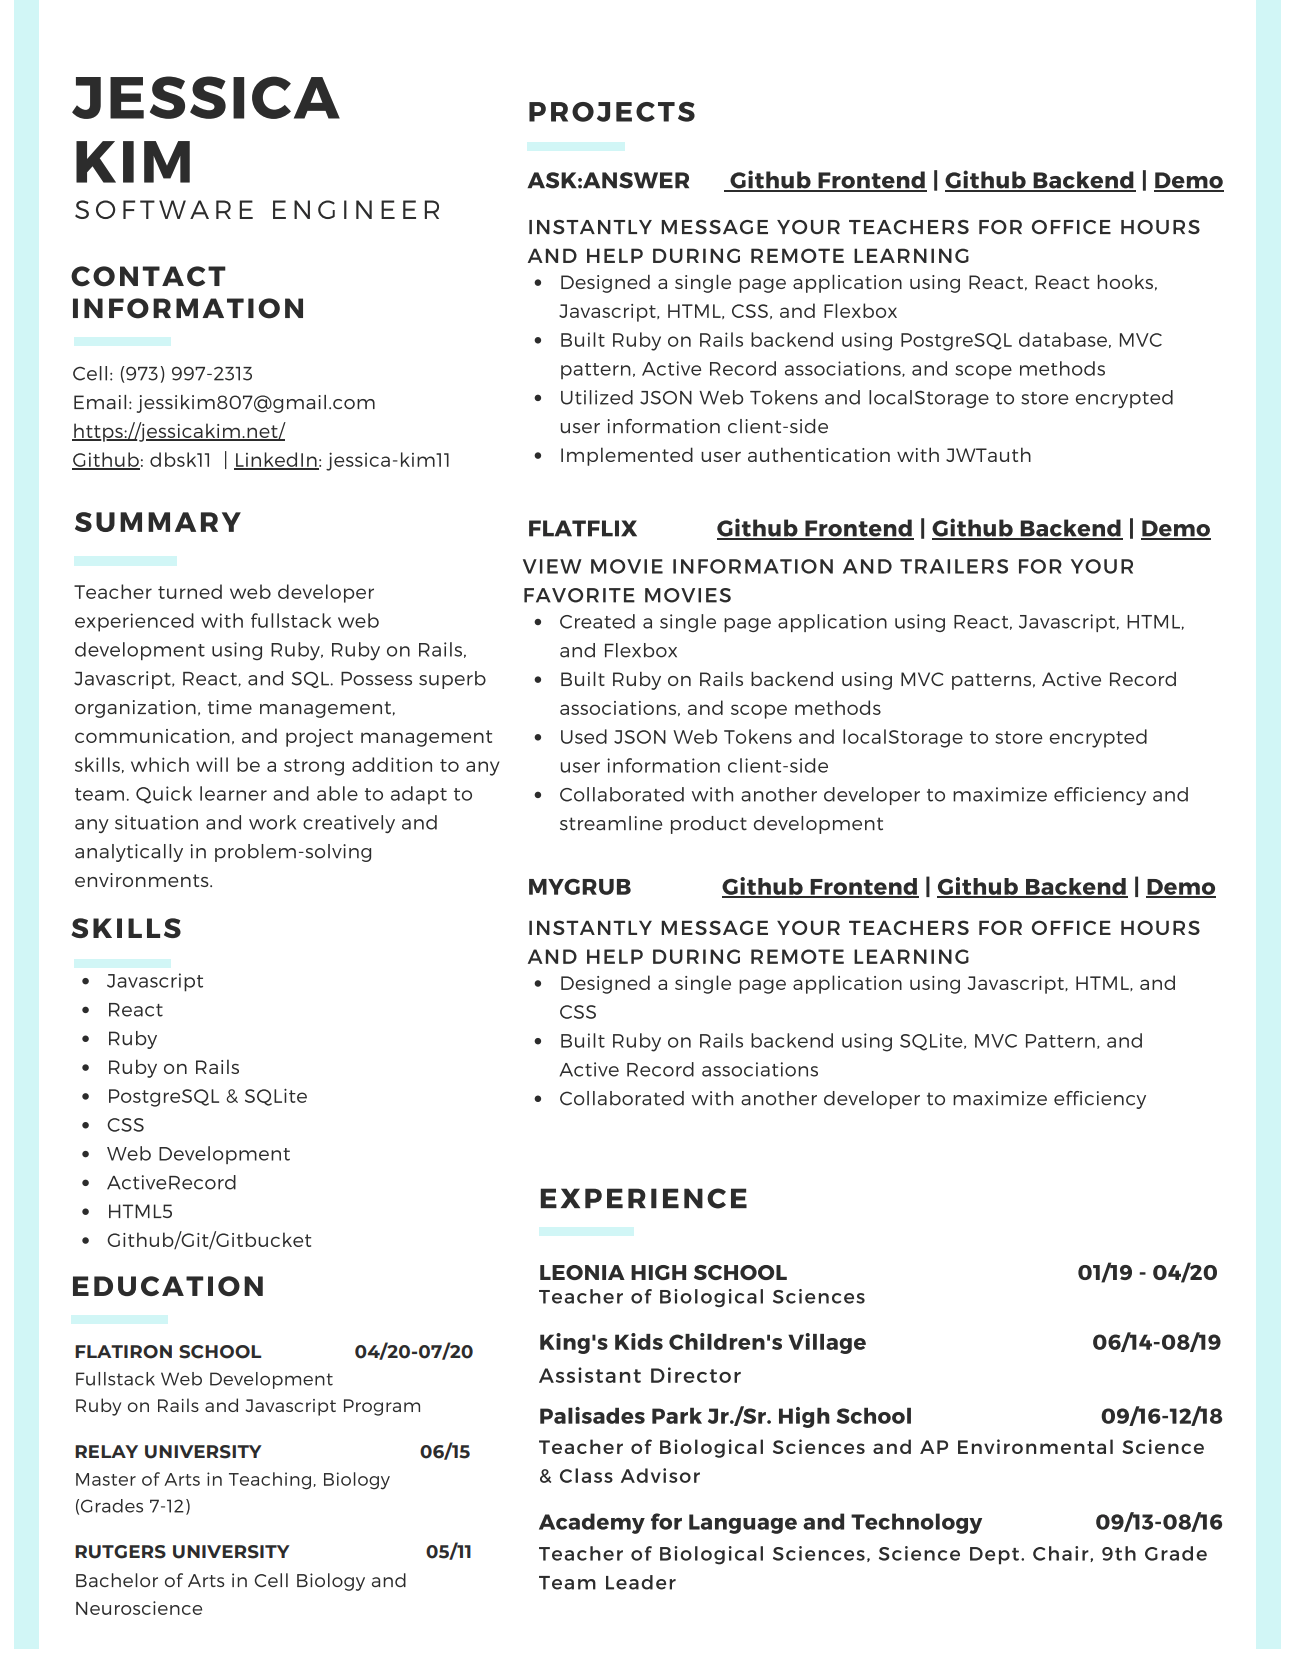 JESSICA
KIM
SOFTWARE ENGINEER
CONTACT
INFORMATION
Cell: (973) 997-2313
Email: jessikim807@gmail.com
https://jessicakim.net/
Github: dbsk11 | LinkedIn: jessica-kim11
SUMMARY
Teacher turned web developer
experienced with fullstack web
development using Ruby, Ruby on Rails,
Javascript, React, and SQL. Possess superb
organization, time management,
communication, and project management
skills, which will be a strong addition to any
team. Quick learner and able to adapt to
any situation and work creatively and
analytically in problem-solving
environments.
SKILLS
• Javascript
• React
• Ruby
• Ruby on Rails
• PostgreSQL & SQLite
• CSS
• Web Development
• ActiveRecord
• HTML5
• Github/Git/Gitbucket
EDUCATION
FLATIRON SCHOOL 04/20-07/20
Fullstack Web Development
Ruby on Rails and Javascript Program
RELAY UNIVERSITY 06/15
Master of Arts in Teaching, Biology
(Grades 7-12)
RUTGERS UNIVERSITY 05/11
Bachelor of Arts in Cell Biology and
Neuroscience
PROJECTS
ASK:ANSWER Github Frontend | Github Backend | Demo
INSTANTLY MESSAGE YOUR TEACHERS FOR OFFICE HOURS
AND HELP DURING REMOTE LEARNING
• Designed a single page application using React, React hooks,
Javascript, HTML, CSS, and Flexbox
• Built Ruby on Rails backend using PostgreSQL database, MVC
pattern, Active Record associations, and scope methods
• Utilized JSON Web Tokens and localStorage to store encrypted
user information client-side
• Implemented user authentication with JWTauth
FLATFLIX Github Frontend | Github Backend | Demo
VIEW MOVIE INFORMATION AND TRAILERS FOR YOUR
FAVORITE MOVIES
• Created a single page application using React, Javascript, HTML,
and Flexbox
• Built Ruby on Rails backend using MVC patterns, Active Record
associations, and scope methods
• Used JSON Web Tokens and localStorage to store encrypted
user information client-side
• Collaborated with another developer to maximize efficiency and
streamline product development
MYGRUB Github Frontend | Github Backend | Demo
INSTANTLY MESSAGE YOUR TEACHERS FOR OFFICE HOURS
AND HELP DURING REMOTE LEARNING
• Designed a single page application using Javascript, HTML, and
CSS
• Built Ruby on Rails backend using SQLite, MVC Pattern, and
Active Record associations
• Collaborated with another developer to maximize efficiency
EXPERIENCE
LEONIA HIGH SCHOOL 01/19 - 04/20
Teacher of Biological Sciences
King's Kids Children's Village 06/14-08/19
Assistant Director
Palisades Park Jr./Sr. High School 09/16-12/18
Teacher of Biological Sciences and AP Environmental Science
& Class Advisor
Academy for Language and Technology 09/13-08/16
Teacher of Biological Sciences, Science Dept. Chair, 9th Grade
Team Leader